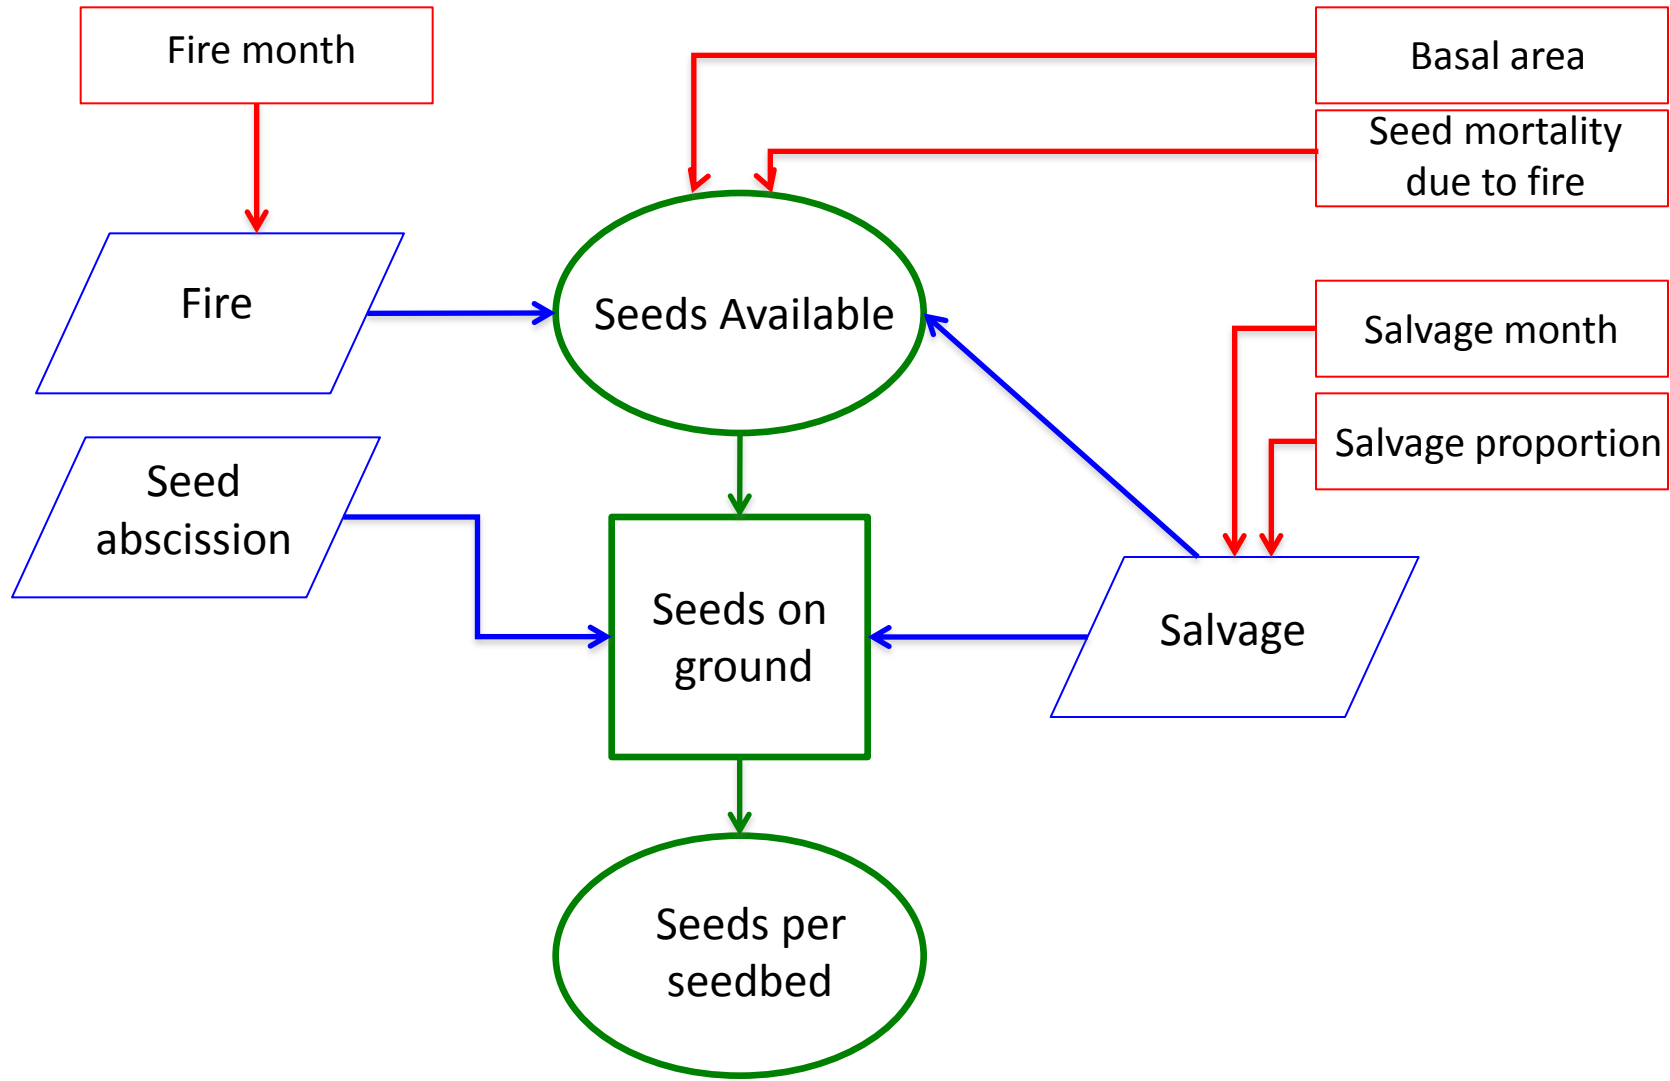 Fire month
Basal area
Seed mortality
due to fire
Fire
Seeds Available
Salvage month
Salvage proportion
Seed
abscission
Seeds on
ground
Salvage
Seeds per
seedbed